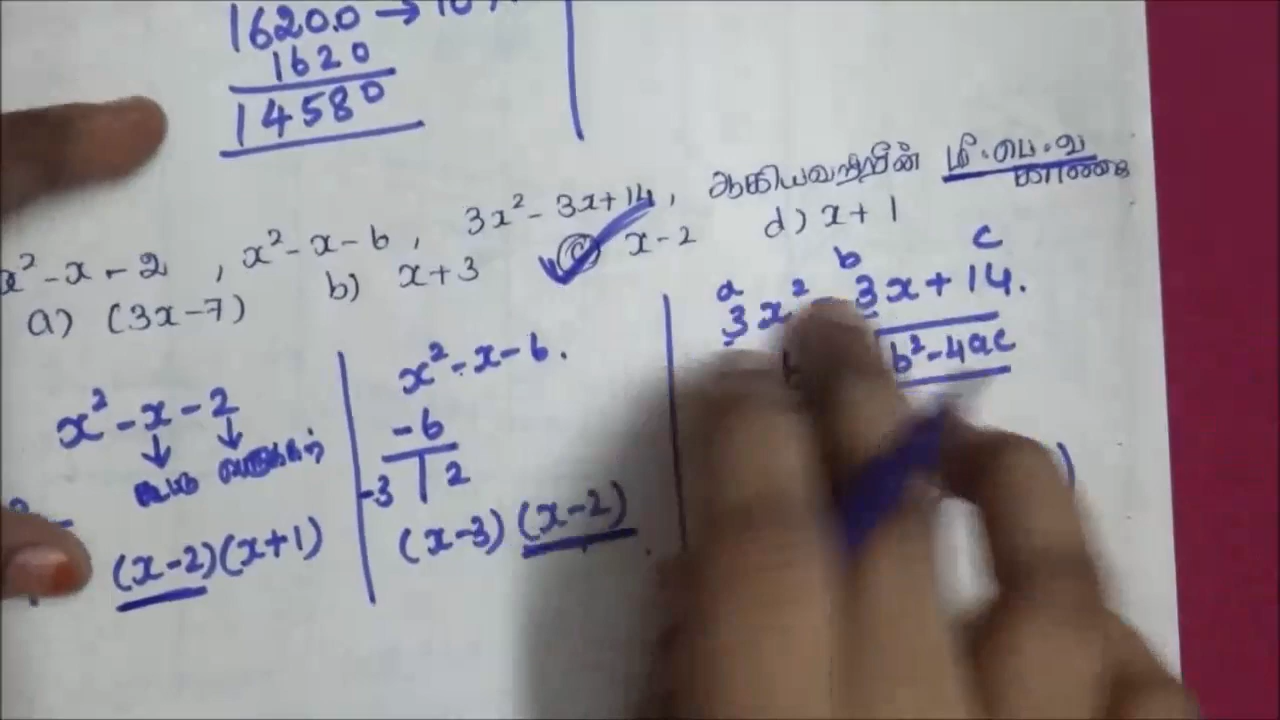 1620.0 → 10
1620
14580
x² - x - 2 , x² - x - 6 , 3x² - 3x + 14 , ஆகியவற்றின் மீ.பெ.வ
காண்க
a) (3x-7) b) x+3 c) x-2 d) x+1
x² - x - 2
(x-2)(x+1)
x² - x - 6.
-6
-3 2
(x-3) (x-2)
a b c
3x² - 3x + 14.
b²-4ac